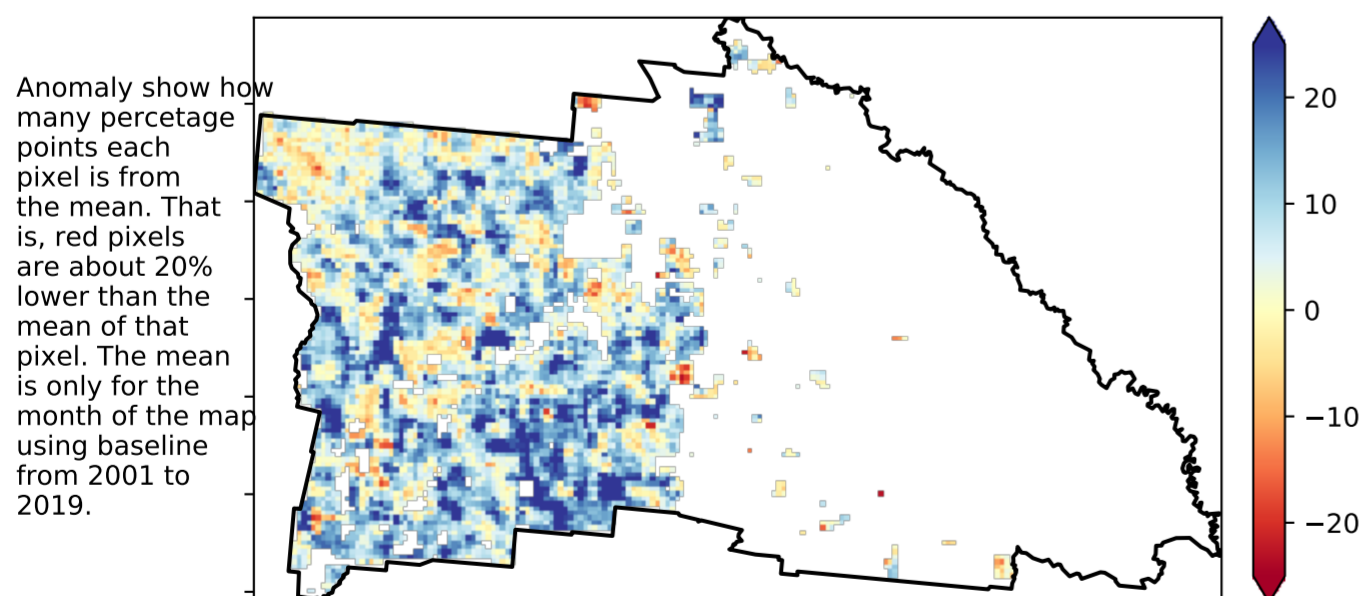 Anomaly show how
many percetage
points each
pixel is from
the mean. That
is, red pixels
are about 20%
lower than the
mean of that
pixel. The mean
is only for the
month of the map
using baseline
from 2001 to
2019.
20
10
0
−10
−20